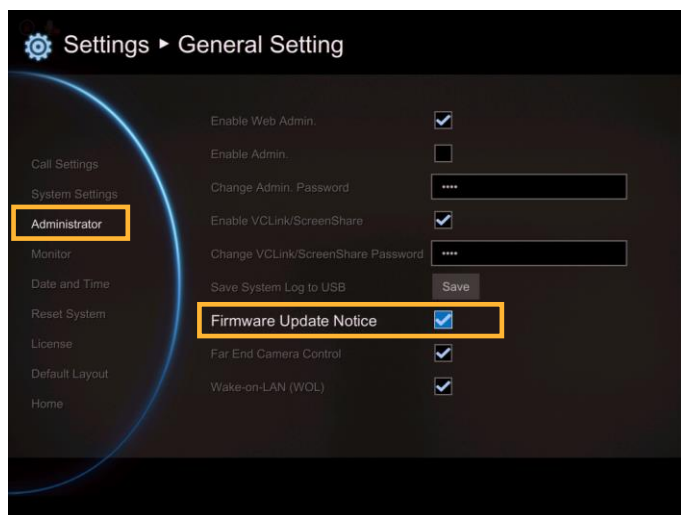 Settings ▸ General Setting
Call Settings
System Settings
Administrator
Monitor
Date and Time
Reset System
License
Default Layout
Home
Enable Web Admin.
Enable Admin.
Change Admin. Password ••••
Enable VCLink/ScreenShare
Change VCLink/ScreenShare Password ••••
Save System Log to USB Save
Firmware Update Notice
Far End Camera Control
Wake-on-LAN (WOL)